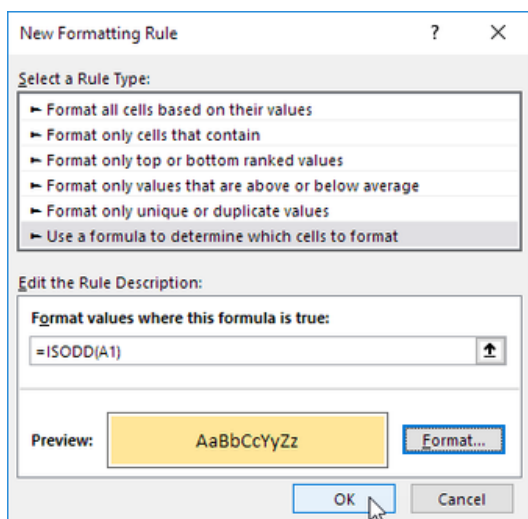 New Formatting Rule ? ×
Select a Rule Type:
► Format all cells based on their values
► Format only cells that contain
► Format only top or bottom ranked values
► Format only values that are above or below average
► Format only unique or duplicate values
► Use a formula to determine which cells to format
Edit the Rule Description:
Format values where this formula is true:
=ISODD(A1)
Preview: AaBbCcYyZz Format...
OK Cancel